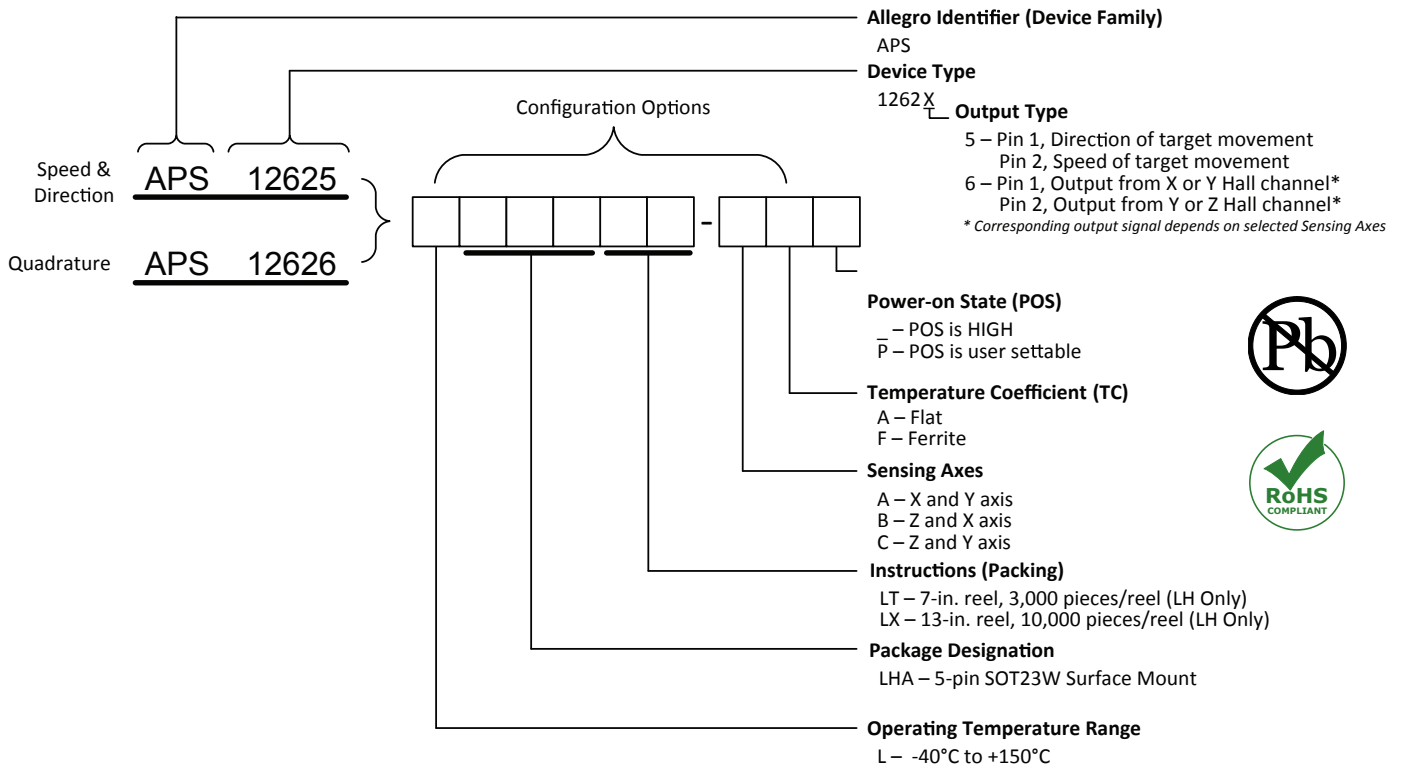 Allegro Identifier (Device Family)
APS
Device Type
1262X
Output Type
5 – Pin 1, Direction of target movement
Pin 2, Speed of target movement
6 – Pin 1, Output from X or Y Hall channel*
Pin 2, Output from Y or Z Hall channel*
* Corresponding output signal depends on selected Sensing Axes
Configuration Options
Speed &
Direction
APS 12625
-
Quadrature
APS 12626
Power-on State (POS)
_ – POS is HIGH
P – POS is user settable
Pb
Temperature Coefficient (TC)
A – Flat
F – Ferrite
Sensing Axes
A – X and Y axis
B – Z and X axis
C – Z and Y axis
RoHS
COMPLIANT
Instructions (Packing)
LT – 7-in. reel, 3,000 pieces/reel (LH Only)
LX – 13-in. reel, 10,000 pieces/reel (LH Only)
Package Designation
LHA – 5-pin SOT23W Surface Mount
Operating Temperature Range
L – -40°C to +150°C